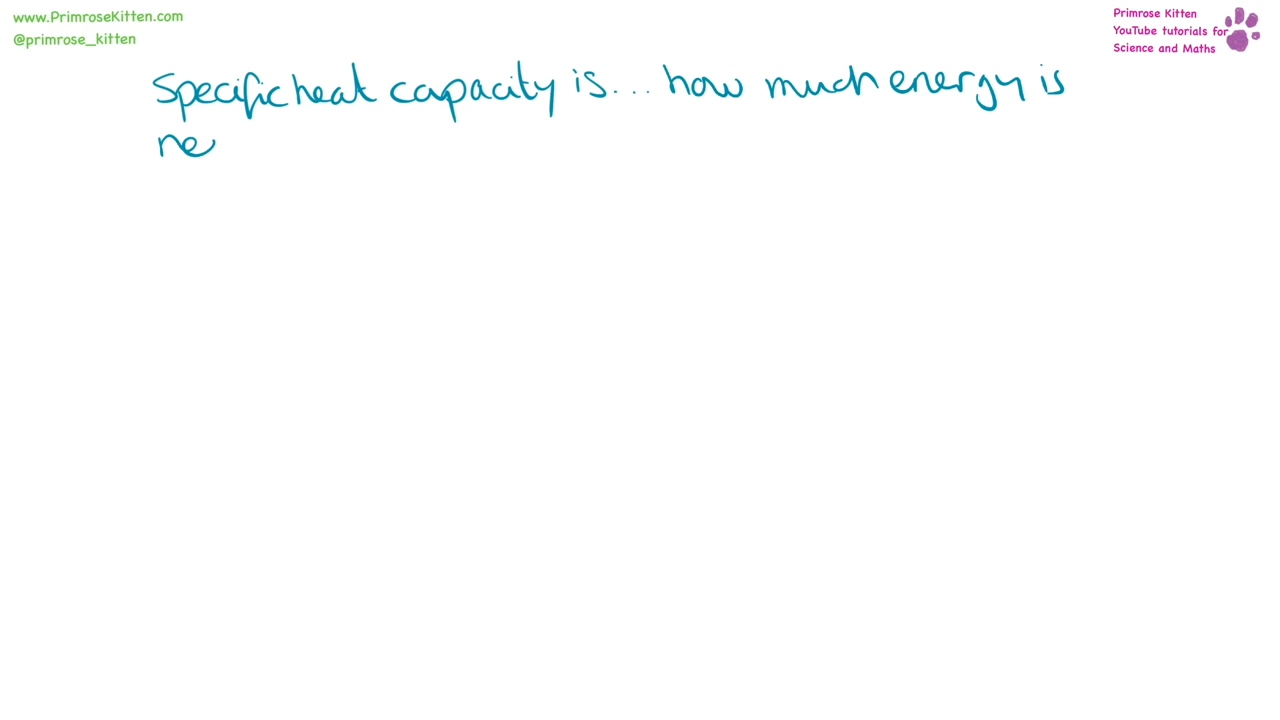 www.PrimroseKitten.com
@primrose_kitten
Primrose Kitten
YouTube tutorials for
Science and Maths
Specific heat capacity is... how much energy is
ne